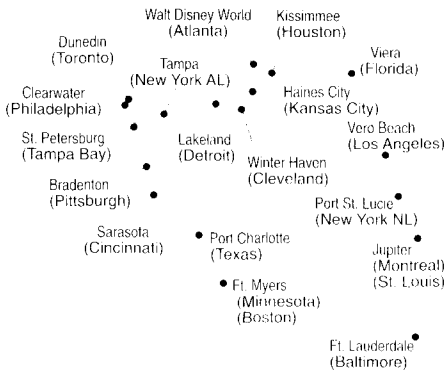 Walt Disney World
(Atlanta)
Kissimmee
(Houston)
Dunedin
(Toronto)
Tampa
(New York AL)
Viera
(Florida)
Clearwater
(Philadelphia)
Haines City
(Kansas City)
St. Petersburg
(Tampa Bay)
Lakeland
(Detroit)
Vero Beach
(Los Angeles)
Winter Haven
(Cleveland)
Bradenton
(Pittsburgh)
Port St. Lucie
(New York NL)
Sarasota
(Cincinnati)
Port Charlotte
(Texas)
Jupiter
(Montreal)
(St. Louis)
Ft. Myers
(Minnesota)
(Boston)
Ft. Lauderdale
(Baltimore)